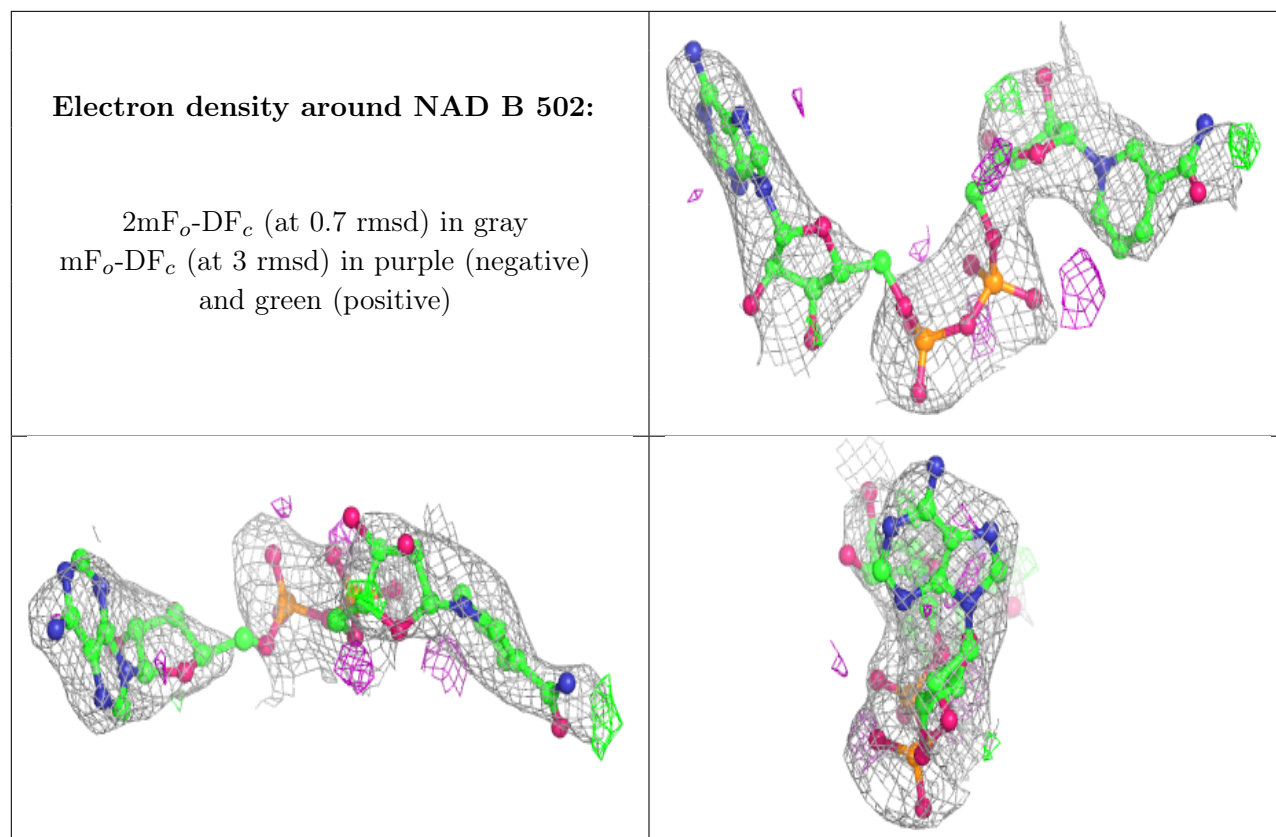 Electron density around NAD B 502:
2mFₒ-DF𝒸 (at 0.7 rmsd) in gray
mFₒ-DF𝒸 (at 3 rmsd) in purple (negative)
and green (positive)